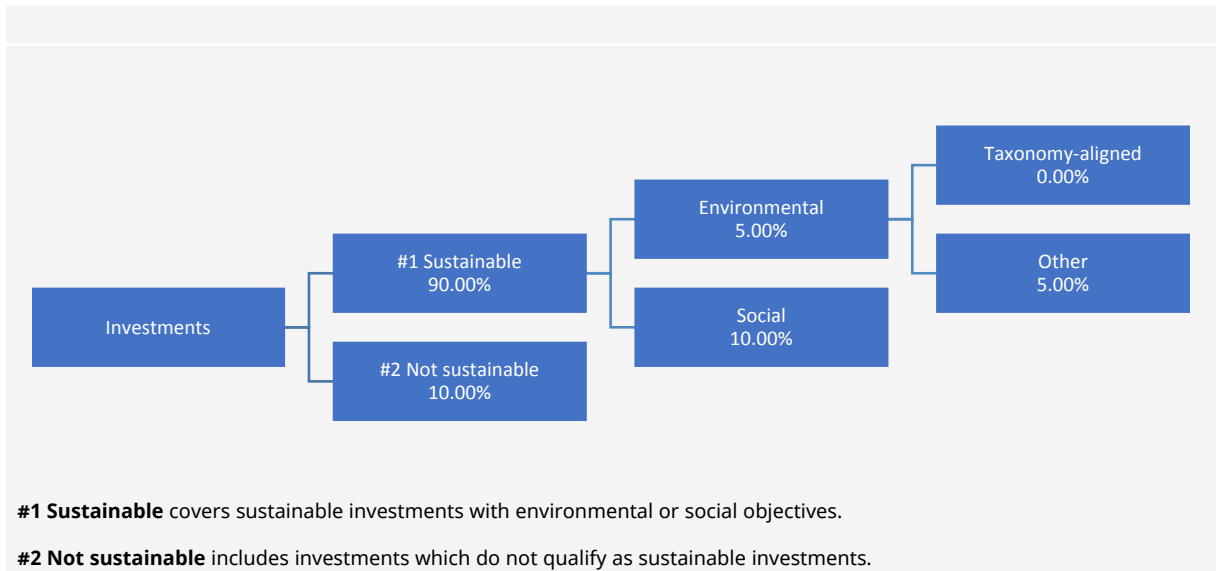 Investments
#1 Sustainable
90.00%
#2 Not sustainable
10.00%
Environmental
5.00%
Social
10.00%
Taxonomy-aligned
0.00%
Other
5.00%
#1 Sustainable covers sustainable investments with environmental or social objectives.
#2 Not sustainable includes investments which do not qualify as sustainable investments.